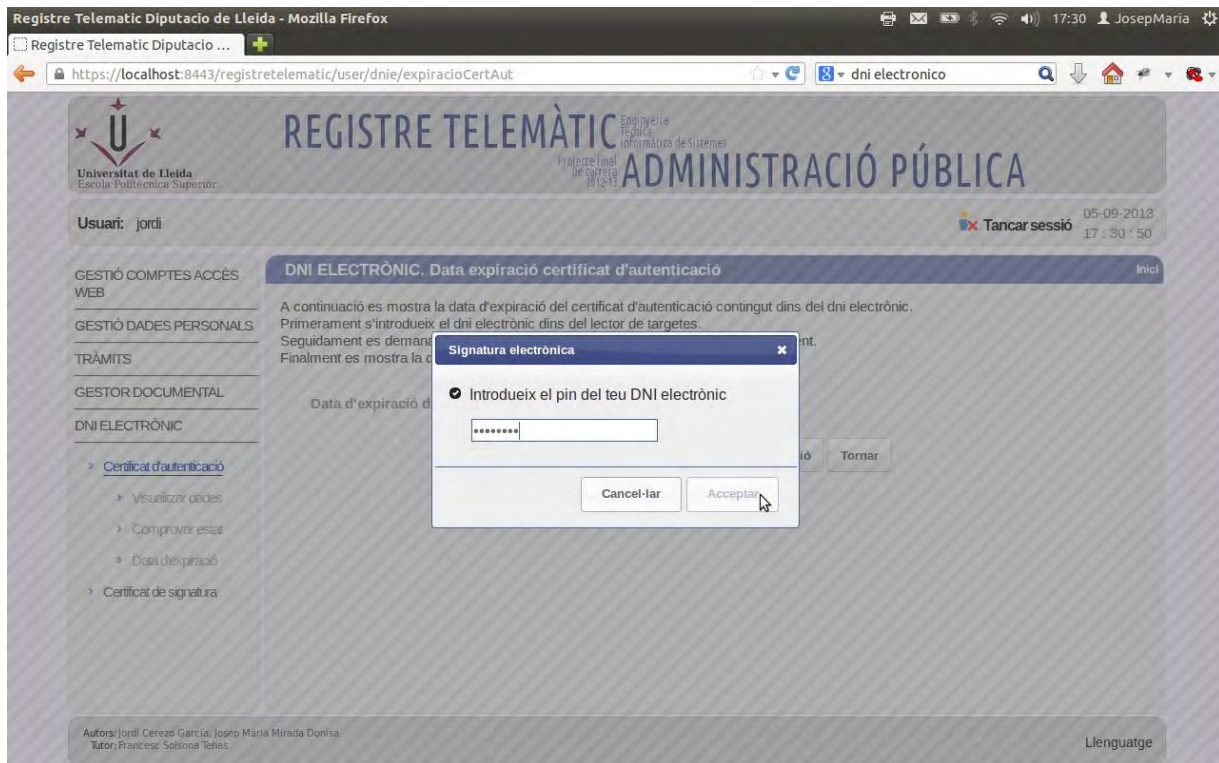 Registre Telematic Diputacio de Lleida - Mozilla Firefox
17:30 JosepMaria
Registre Telematic Diputacio ...
https://localhost:8443/registretelematic/user/dnie/expiracioCertAut
8 dni electronico
Ü
Universitat de Lleida
Escola Politècnica Superior
REGISTRE TELEMÀTIC
Enginyeria
Tècnica
Informàtica de Sistemes
Projecte final
de carrera
2012-13
ADMINISTRACIÓ PÚBLICA
Usuari: jordi
Tancar sessió
05-09-2013
17 : 30 : 50
GESTIÓ COMPTES ACCÈS
WEB
GESTIÓ DADES PERSONALS
TRÀMITS
GESTOR DOCUMENTAL
DNI ELECTRÒNIC
Certificat d'autenticació
Visualitzar dades
Comprovar estat
Data d'expiració
Certificat de signatura
DNI ELECTRÒNIC. Data expiració certificat d'autenticació
Inici
A continuació es mostra la data d'expiració del certificat d'autenticació contingut dins del dni electrònic.
Primerament s'introdueix el dni electrònic dins del lector de targetes.
Seguidament es demana
ent.
Finalment es mostra la d
Data d'expiració d
ió
Tornar
Signatura electrònica
Introdueix el pin del teu DNI electrònic
••••••••
Cancel·lar
Acceptar
Autors: Jordi Cerezo Garcia, Josep Maria Mirada Donisa
Tutor: Francesc Solsona Tehas
Llenguatge